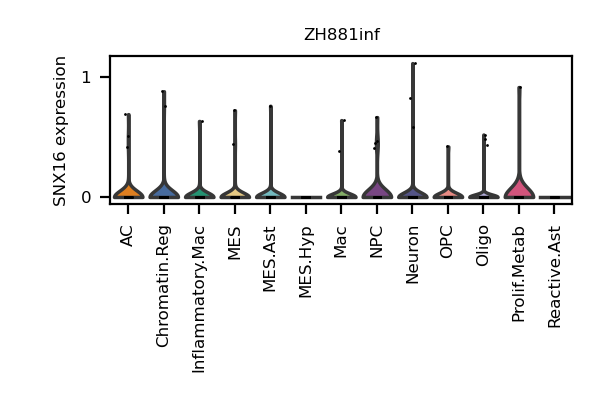 ZH881inf
SNX16 expression
1
0
AC
Chromatin.Reg
Inflammatory.Mac
MES
MES.Ast
MES.Hyp
Mac
NPC
Neuron
OPC
Oligo
Prolif.Metab
Reactive.Ast